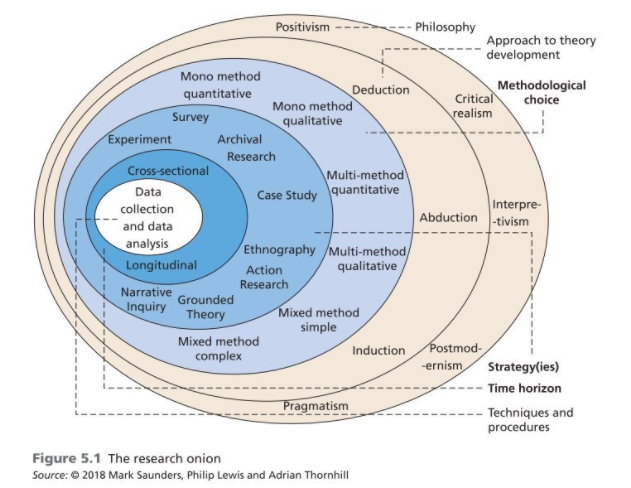 Positivism
Philosophy
Approach to theory
development
Mono method
quantitative
Deduction
Methodological
choice
Critical
realism
Mono method
qualitative
Survey
Experiment
Archival
Research
Cross-sectional
Multi-method
quantitative
Data
collection
and data
analysis
Case Study
Abduction
Interpre-
-tivism
Ethnography
Multi-method
qualitative
Longitudinal
Action
Research
Narrative
Inquiry
Grounded
Theory
Mixed method
simple
Mixed method
complex
Induction
Postmod-
-ernism
Strategy(ies)
Time horizon
Pragmatism
Techniques and
procedures
Figure 5.1 The research onion
Source: © 2018 Mark Saunders, Philip Lewis and Adrian Thornhill